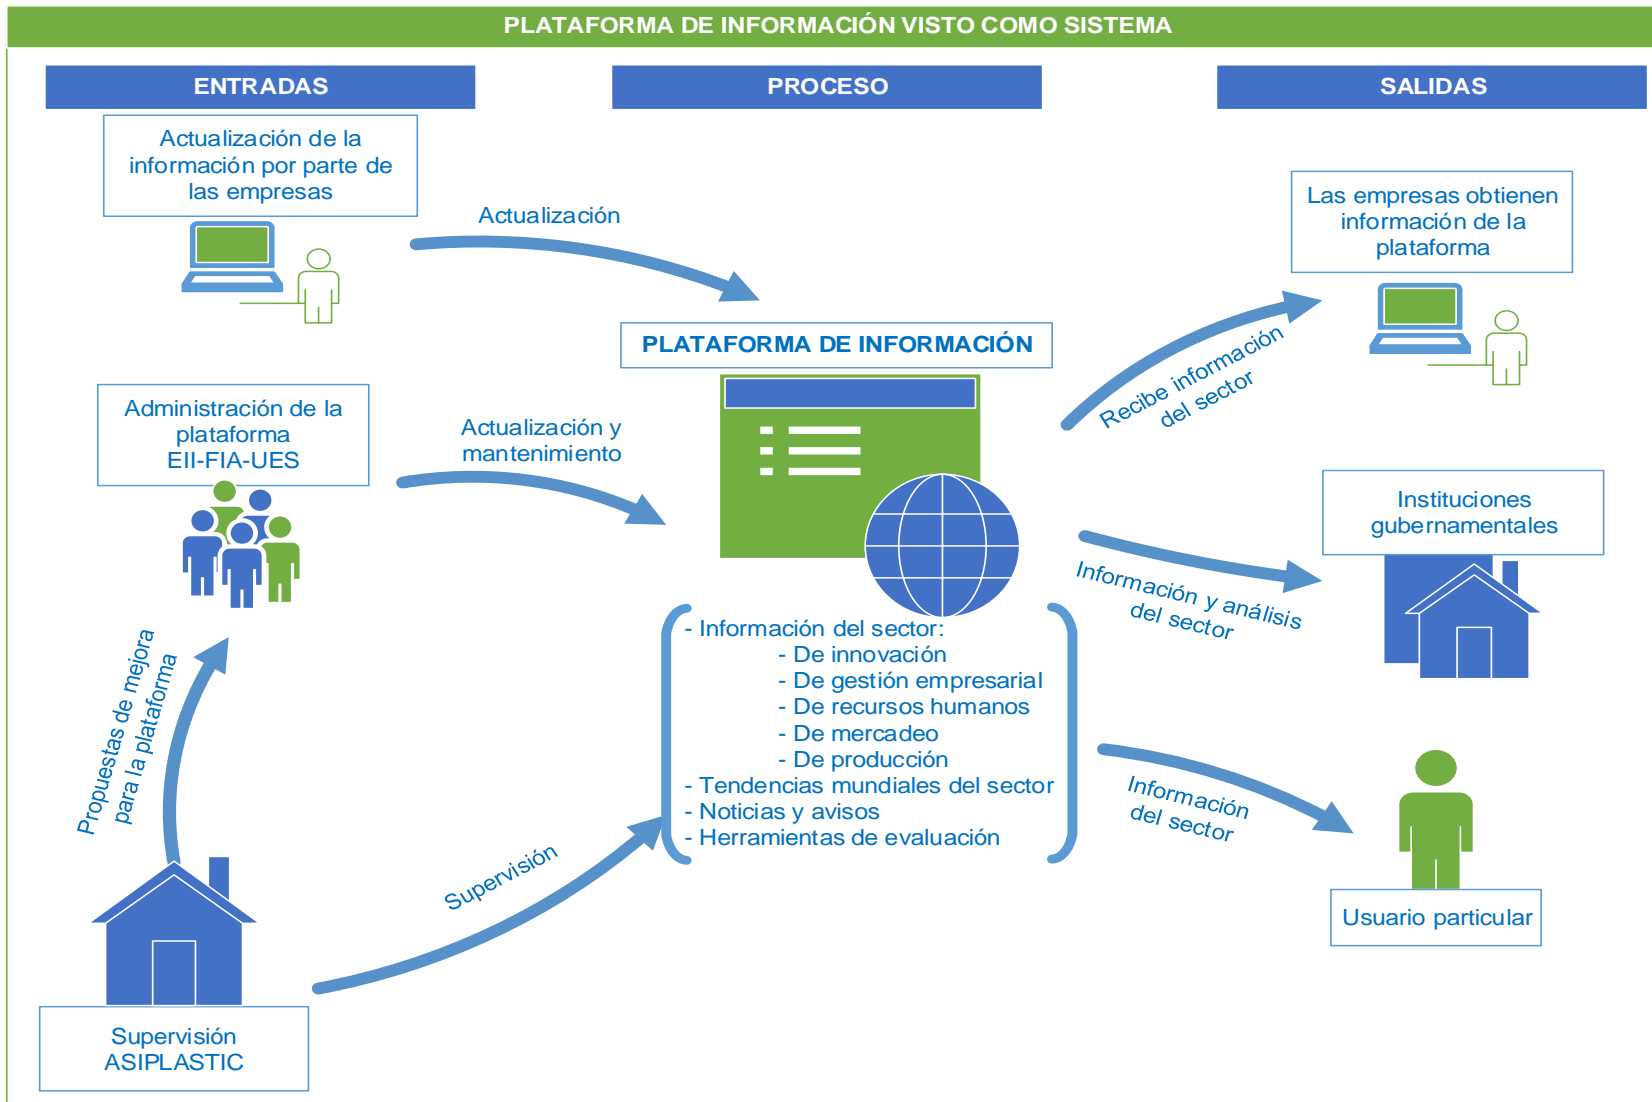 PLATAFORMA DE INFORMACIÓN VISTO COMO SISTEMA
ENTRADAS
PROCESO
SALIDAS
Actualización de la
información por parte de
las empresas
Actualización
Administración de la
plataforma
EII-FIA-UES
Actualización y
mantenimiento
Propuestas de mejora
para la plataforma
Supervisión
ASIPLASTIC
Supervisión
PLATAFORMA DE INFORMACIÓN
- Información del sector:
- De innovación
- De gestión empresarial
- De recursos humanos
- De mercadeo
- De producción
- Tendencias mundiales del sector
- Noticias y avisos
- Herramientas de evaluación
Recibe información
del sector
Las empresas obtienen
información de la
plataforma
Información y análisis
del sector
Instituciones
gubernamentales
Información
del sector
Usuario particular